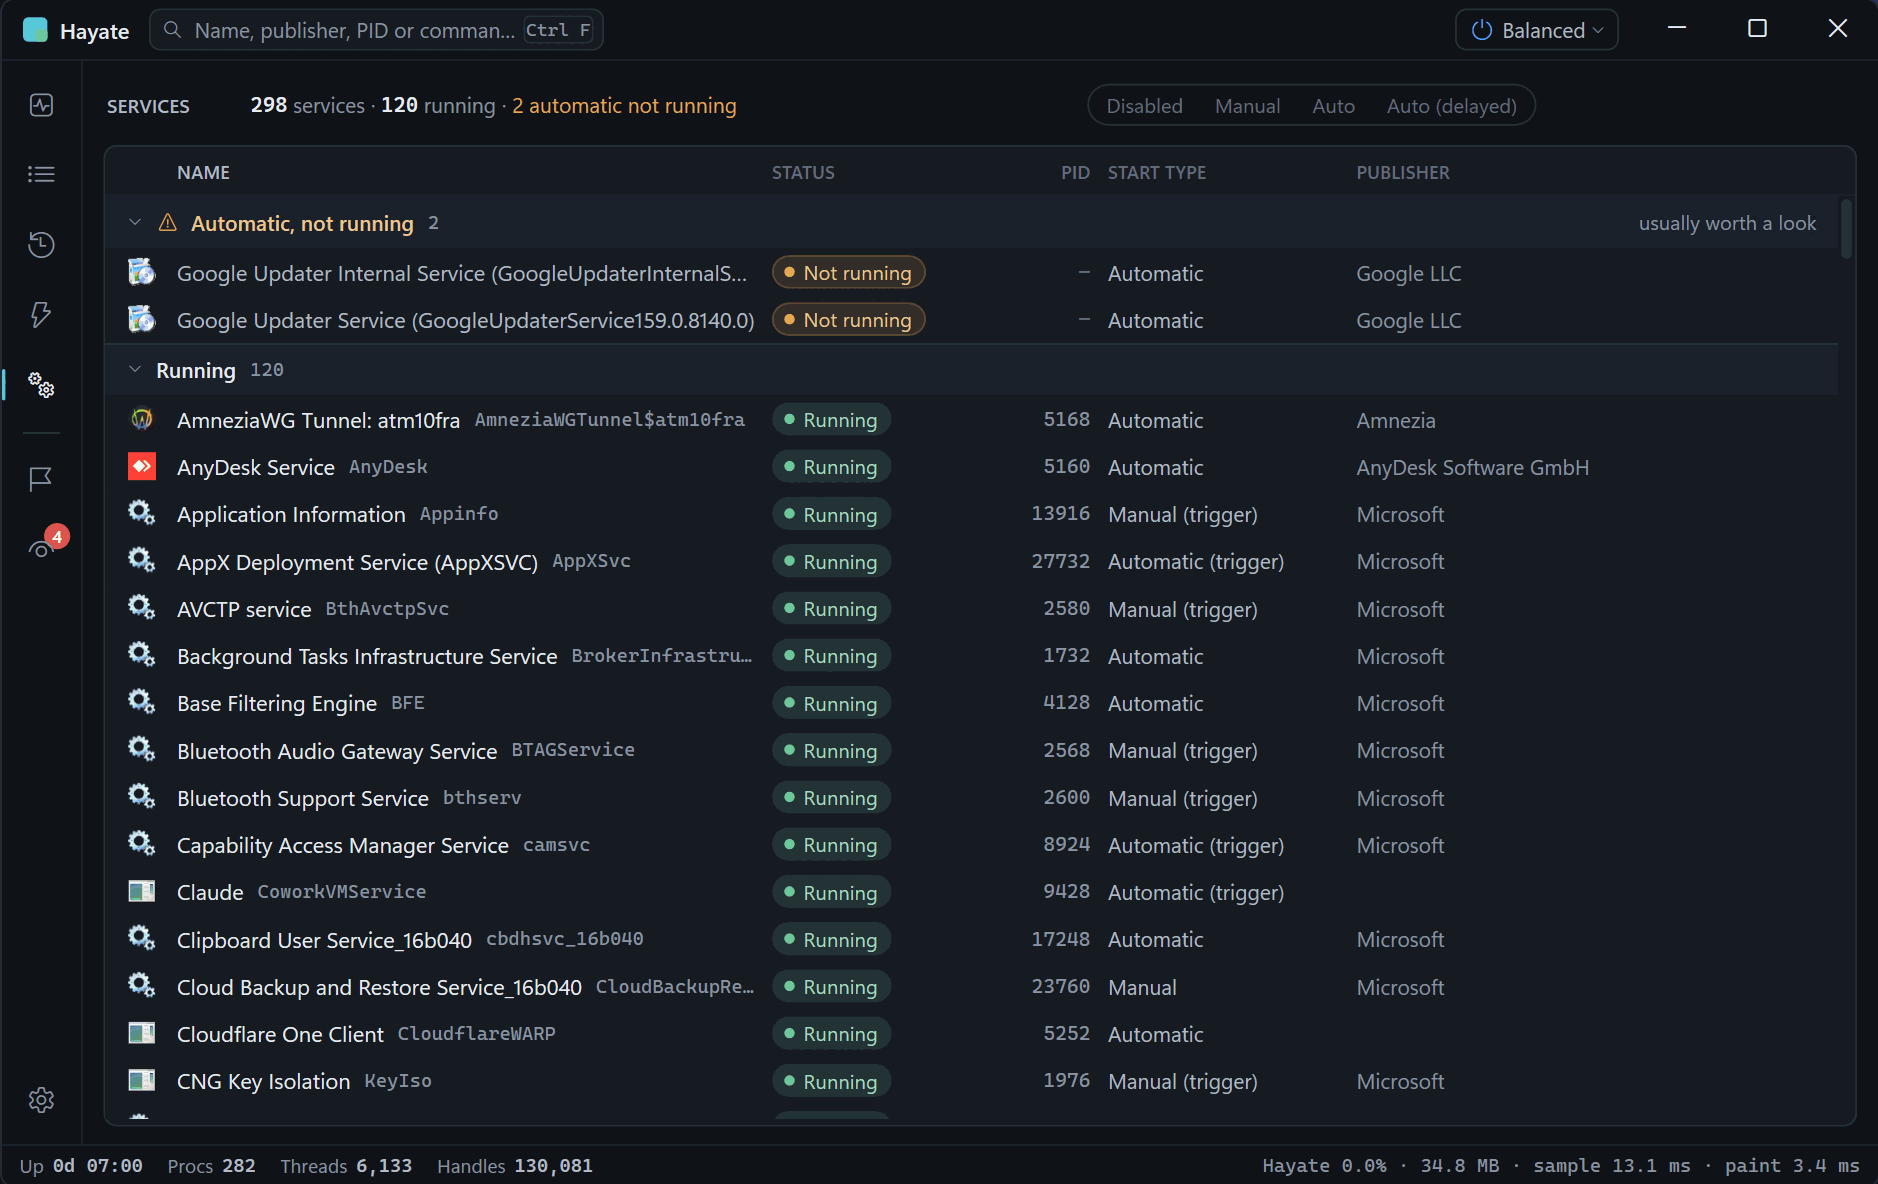 Hayate Name, publisher, PID or comman... Ctrl F Balanced
SERVICES 298 services · 120 running · 2 automatic not running Disabled Manual Auto Auto (delayed)
NAME STATUS PID START TYPE PUBLISHER
Automatic, not running 2 usually worth a look
Google Updater Internal Service (GoogleUpdaterInternalS... Not running – Automatic Google LLC
Google Updater Service (GoogleUpdaterService159.0.8140.0) Not running – Automatic Google LLC
Running 120
AmneziaWG Tunnel: atm10fra AmneziaWGTunnel$atm10fra Running 5168 Automatic Amnezia
AnyDesk Service AnyDesk Running 5160 Automatic AnyDesk Software GmbH
Application Information Appinfo Running 13916 Manual (trigger) Microsoft
AppX Deployment Service (AppXSVC) AppXSvc Running 27732 Automatic (trigger) Microsoft
AVCTP service BthAvctpSvc Running 2580 Manual (trigger) Microsoft
Background Tasks Infrastructure Service BrokerInfrastru... Running 1732 Automatic Microsoft
Base Filtering Engine BFE Running 4128 Automatic Microsoft
Bluetooth Audio Gateway Service BTAGService Running 2568 Manual (trigger) Microsoft
Bluetooth Support Service bthserv Running 2600 Manual (trigger) Microsoft
Capability Access Manager Service camsvc Running 8924 Automatic (trigger) Microsoft
Claude CoworkVMService Running 9428 Automatic (trigger)
Clipboard User Service_16b040 cbdhsvc_16b040 Running 17248 Automatic Microsoft
Cloud Backup and Restore Service_16b040 CloudBackupRe... Running 23760 Manual Microsoft
Cloudflare One Client CloudflareWARP Running 5252 Automatic
CNG Key Isolation KeyIso Running 1976 Manual (trigger) Microsoft
4
Up 0d 07:00 Procs 282 Threads 6,133 Handles 130,081 Hayate 0.0% · 34.8 MB · sample 13.1 ms · paint 3.4 ms